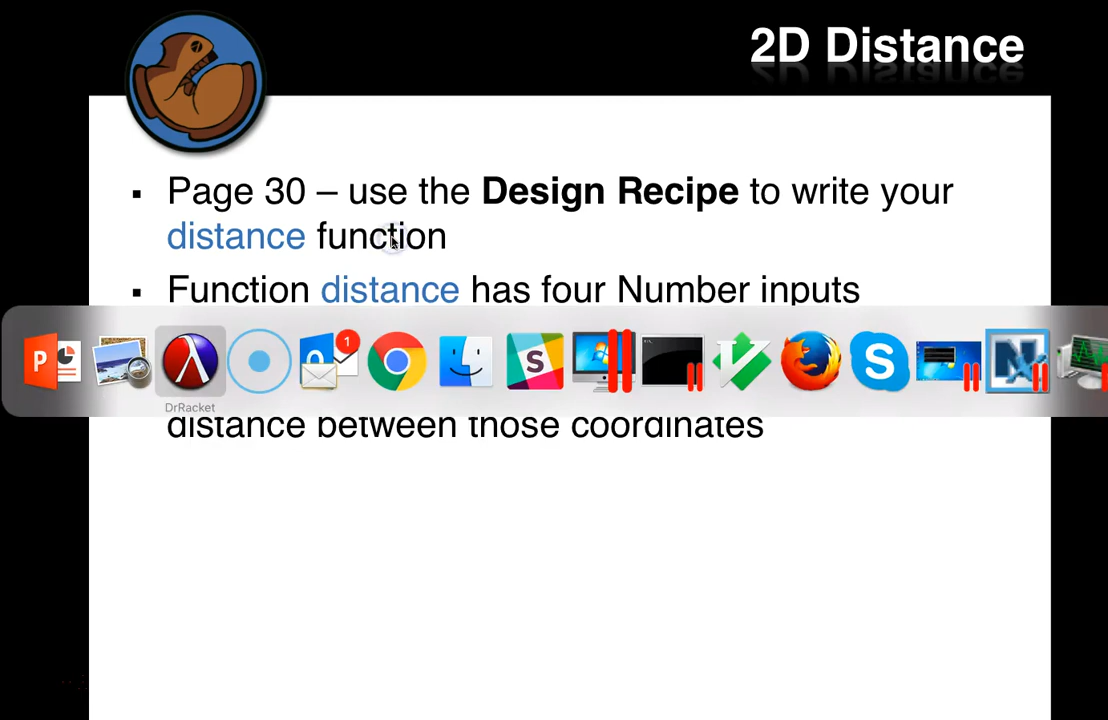 2D Distance
▪ Page 30 – use the Design Recipe to write your
distance function
▪ Function distance has four Number inputs
P
1
S
S
N
DrRacket
distance between those coordinates